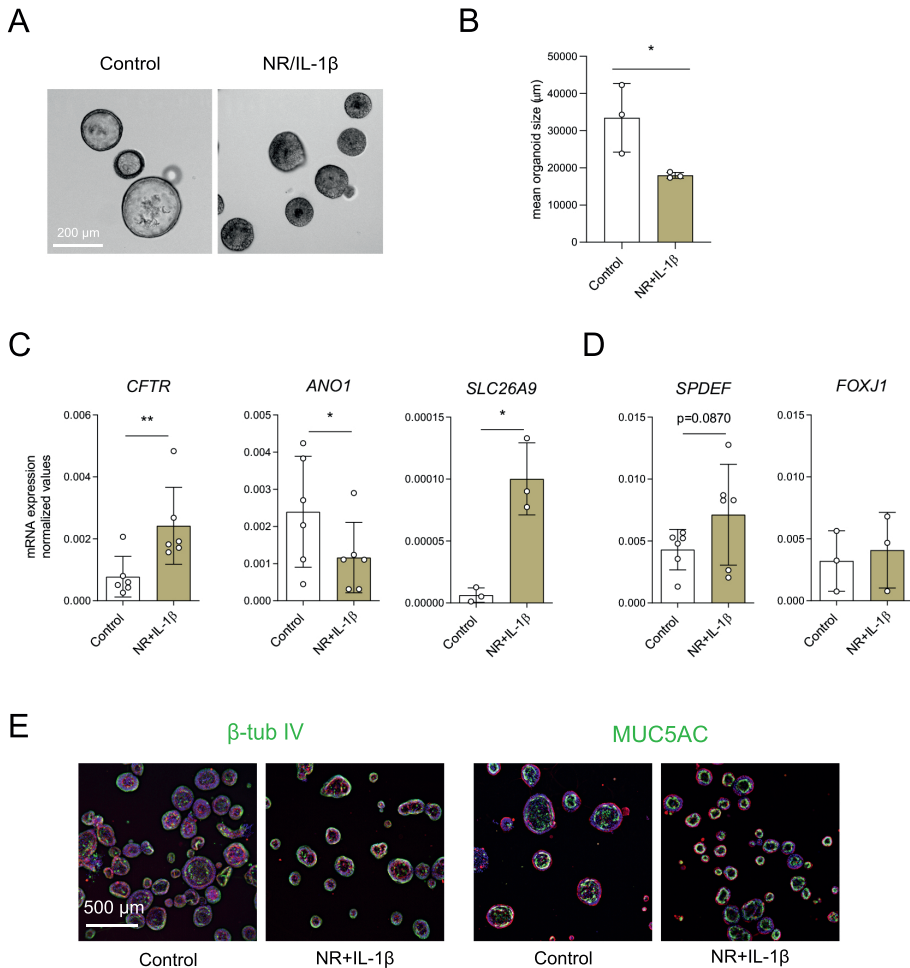 A
Control
NR/IL-1β
200 µm
B
*
mean organoid size (µm)
50000
40000
30000
20000
10000
0
Control
NR+IL-1β
C
mRNA expression
normalized values
CFTR
**
0.006
0.004
0.002
0.000
Control
NR+IL-1β
ANO1
*
0.005
0.004
0.003
0.002
0.001
0.000
Control
NR+IL-1β
SLC26A9
*
0.00015
0.00010
0.00005
0.00000
Control
NR+IL-1β
D
SPDEF
p=0.0870
0.015
0.010
0.005
0.000
Control
NR+IL-1β
FOXJ1
0.015
0.010
0.005
0.000
Control
NR+IL-1β
E
β-tub IV
MUC5AC
500 µm
Control
NR+IL-1β
Control
NR+IL-1β